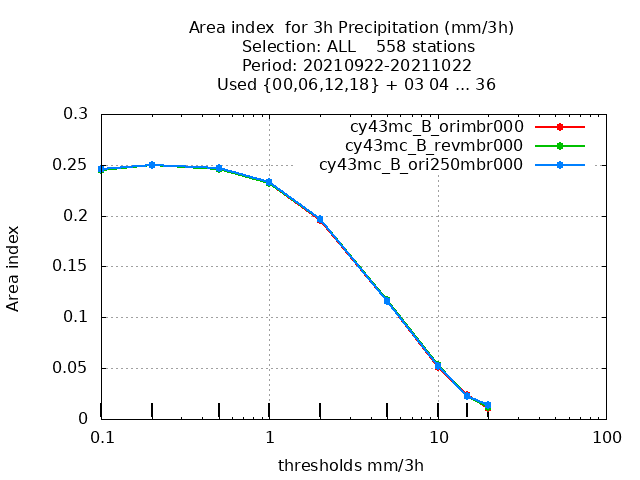 Area index  for 3h Precipitation (mm/3h)
Selection: ALL    558 stations
Period: 20210922-20211022
Used {00,06,12,18} + 03 04 ... 36
cy43mc_B_orimbr000
cy43mc_B_revmbr000
cy43mc_B_ori250mbr000
Area index
0.3
0.25
0.2
0.15
0.1
0.05
0
0.1 1 10 100
thresholds mm/3h